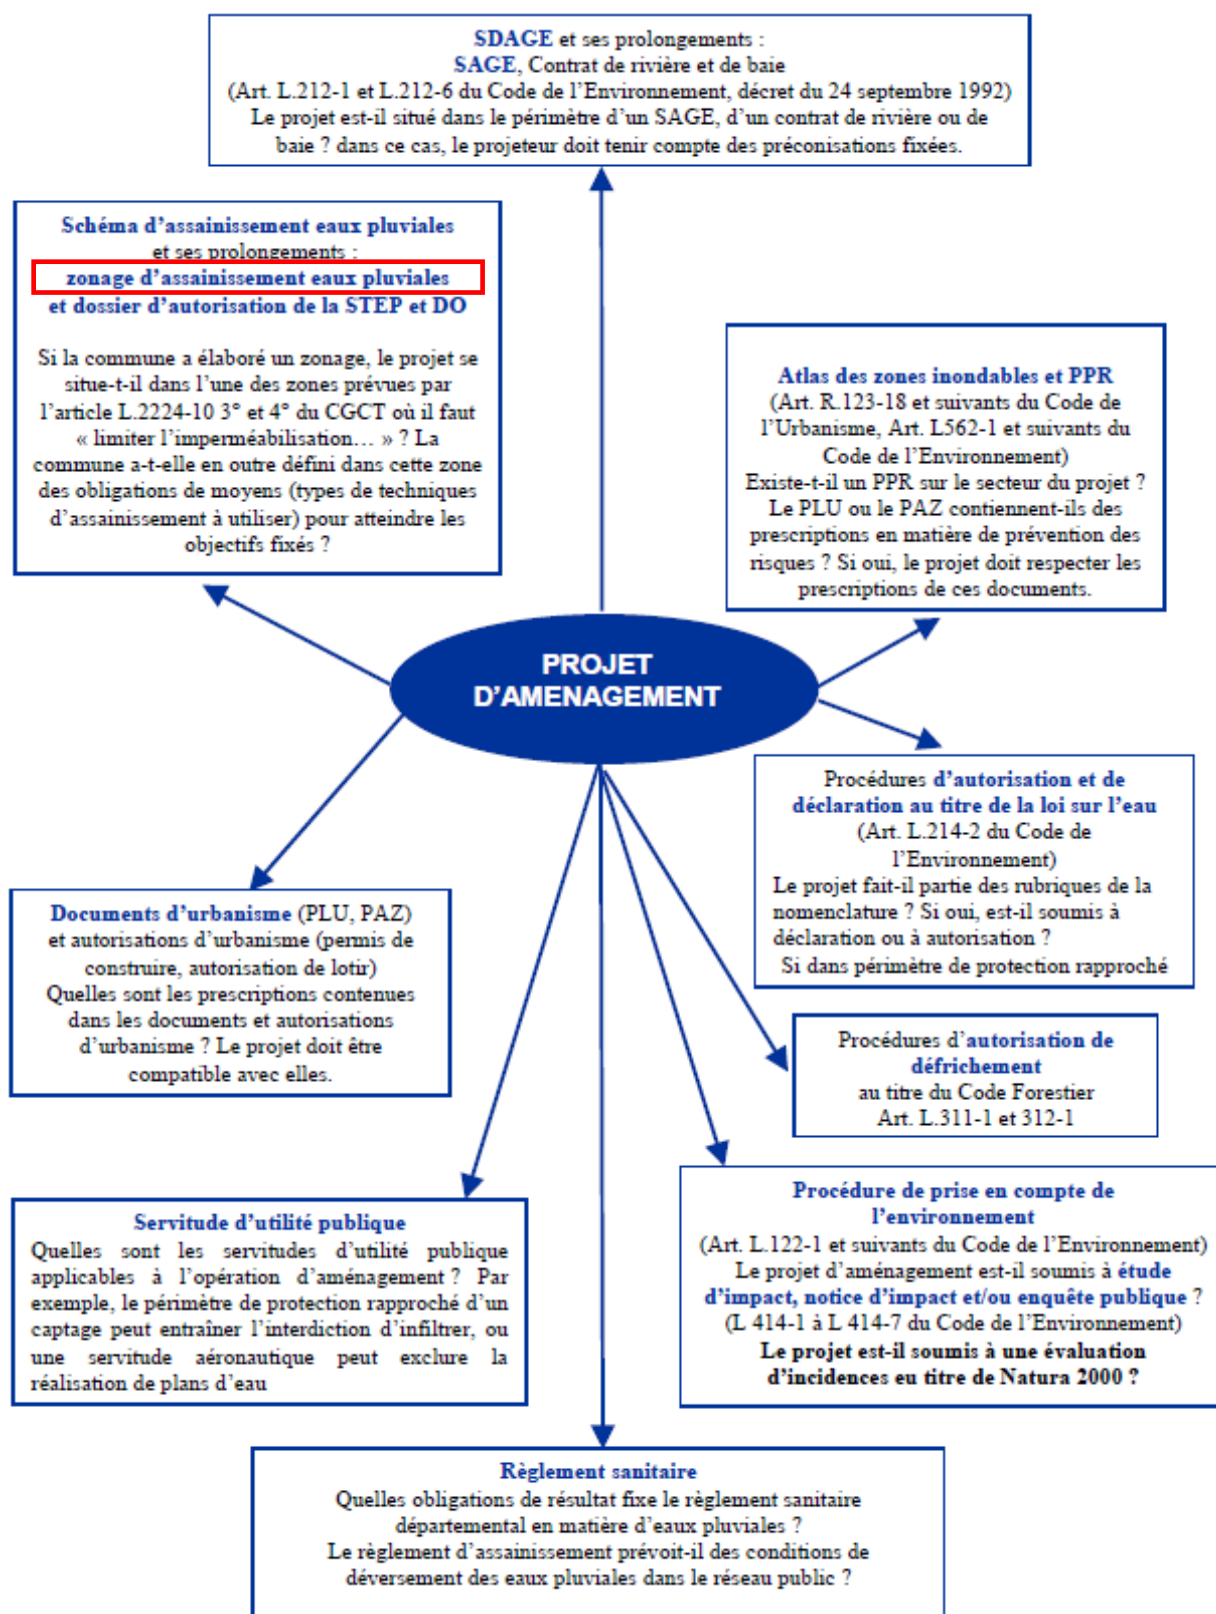 SDAGE et ses prolongements :
SAGE, Contrat de rivière et de baie
(Art. L.212-1 et L.212-6 du Code de l’Environnement, décret du 24 septembre 1992)
Le projet est-il situé dans le périmètre d’un SAGE, d’un contrat de rivière ou de
baie ? dans ce cas, le projeteur doit tenir compte des préconisations fixées.
Schéma d’assainissement eaux pluviales
et ses prolongements :
zonage d’assainissement eaux pluviales
et dossier d’autorisation de la STEP et DO
Si la commune a élaboré un zonage, le projet se
situe-t-il dans l’une des zones prévues par
l’article L.2224-10 3° et 4° du CGCT où il faut
« limiter l’imperméabilisation… » ? La
commune a-t-elle en outre défini dans cette zone
des obligations de moyens (types de techniques
d’assainissement à utiliser) pour atteindre les
objectifs fixés ?
Atlas des zones inondables et PPR
(Art. R.123-18 et suivants du Code de
l’Urbanisme, Art. L562-1 et suivants du
Code de l’Environnement)
Existe-t-il un PPR sur le secteur du projet ?
Le PLU ou le PAZ contiennent-ils des
prescriptions en matière de prévention des
risques ? Si oui, le projet doit respecter les
prescriptions de ces documents.
PROJET
D’AMENAGEMENT
Procédures d’autorisation et de
déclaration au titre de la loi sur l’eau
(Art. L.214-2 du Code de
l’Environnement)
Le projet fait-il partie des rubriques de la
nomenclature ? Si oui, est-il soumis à
déclaration ou à autorisation ?
Si dans périmètre de protection rapproché
Documents d’urbanisme (PLU, PAZ)
et autorisations d’urbanisme (permis de
construire, autorisation de lotir)
Quelles sont les prescriptions contenues
dans les documents et autorisations
d’urbanisme ? Le projet doit être
compatible avec elles.
Procédures d’autorisation de
défrichement
au titre du Code Forestier
Art. L.311-1 et 312-1
Procédure de prise en compte de
l’environnement
(Art. L.122-1 et suivants du Code de l’Environnement)
Le projet d’aménagement est-il soumis à étude
d’impact, notice d’impact et/ou enquête publique ?
(L 414-1 à L 414-7 du Code de l’Environnement)
Le projet est-il soumis à une évaluation
d’incidences eu titre de Natura 2000 ?
Servitude d’utilité publique
Quelles sont les servitudes d’utilité publique
applicables à l’opération d’aménagement ? Par
exemple, le périmètre de protection rapproché d’un
captage peut entraîner l’interdiction d’infiltrer, ou
une servitude aéronautique peut exclure la
réalisation de plans d’eau
Règlement sanitaire
Quelles obligations de résultat fixe le règlement sanitaire
départemental en matière d’eaux pluviales ?
Le règlement d’assainissement prévoit-il des conditions de
déversement des eaux pluviales dans le réseau public ?